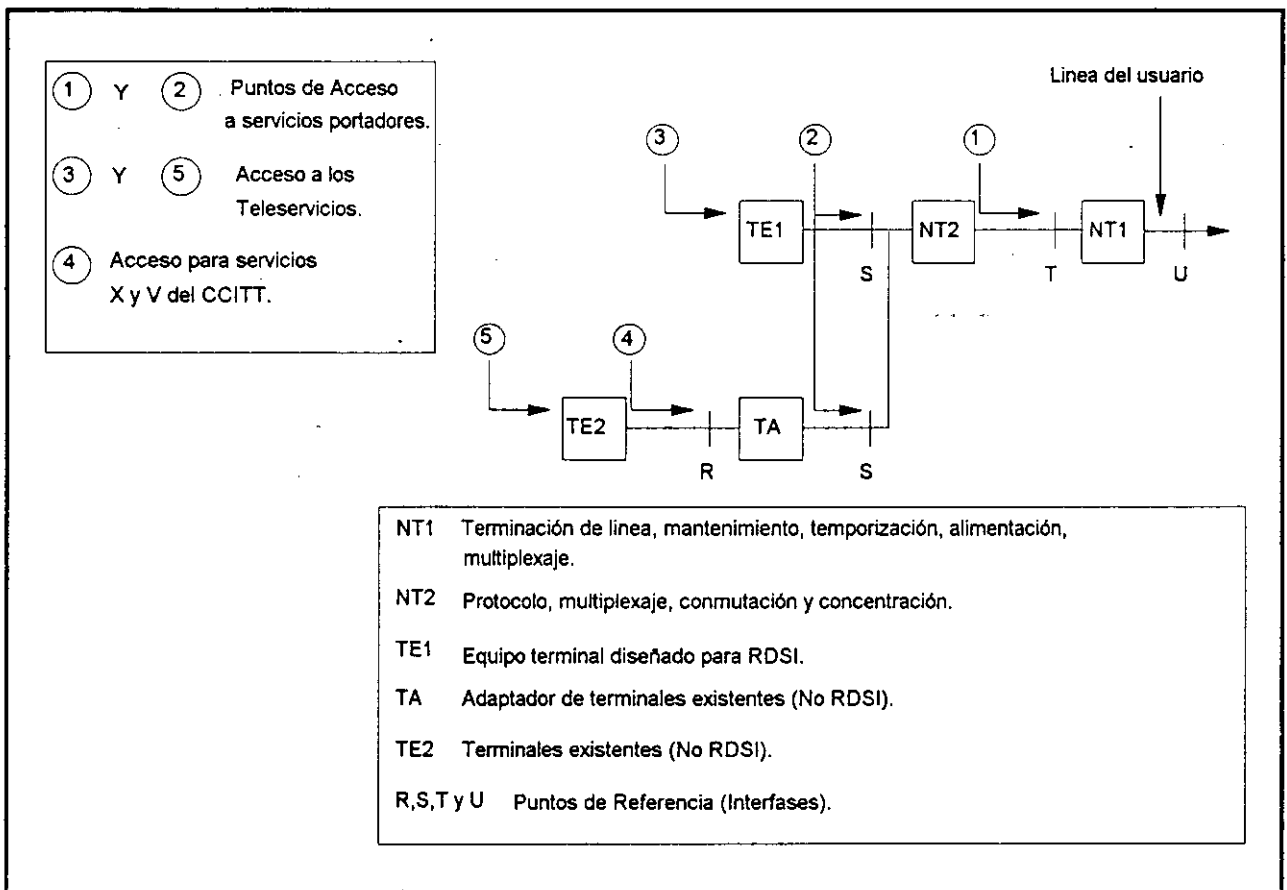 1 Y 2 Puntos de Acceso
a servicios portadores.
3 Y 5 Acceso a los
Teleservicios.
4 Acceso para servicios
X y V del CCITT.
Linea del usuario
3 2 1
TE1 NT2 NT1
S T U
5 4
TE2 TA
R S
NT1 Terminación de linea, mantenimiento, temporización, alimentación,
multiplexaje.
NT2 Protocolo, multiplexaje, conmutación y concentración.
TE1 Equipo terminal diseñado para RDSI.
TA Adaptador de terminales existentes (No RDSI).
TE2 Terminales existentes (No RDSI).
R,S,T y U Puntos de Referencia (Interfases).